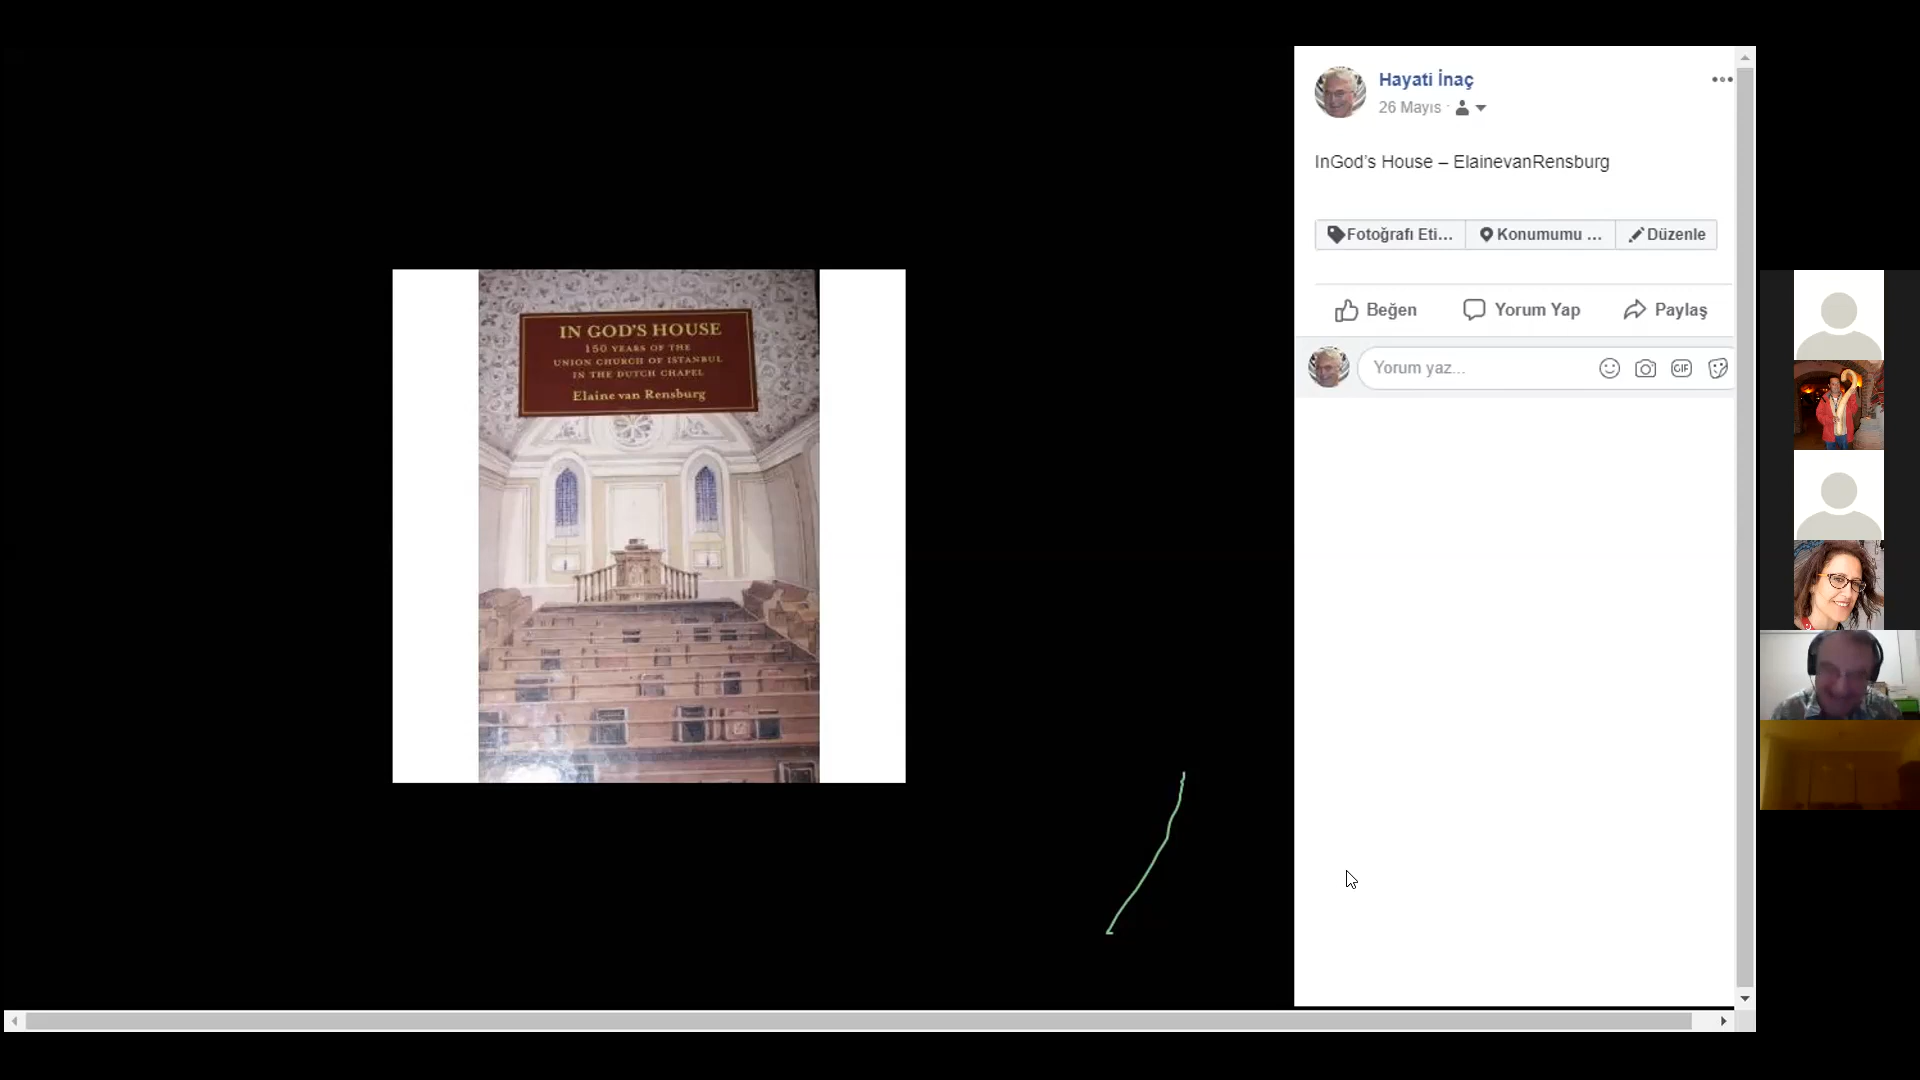 IN GOD'S HOUSE
150 YEARS OF THE
UNION CHURCH OF ISTANBUL
IN THE DUTCH CHAPEL
Elaine van Rensburg
Hayati İnaç
26 Mayıs ·
InGod's House – ElainevanRensburg
Fotoğrafı Eti...
Konumumu ...
Düzenle
Beğen
Yorum Yap
Paylaş
Yorum yaz...
GIF